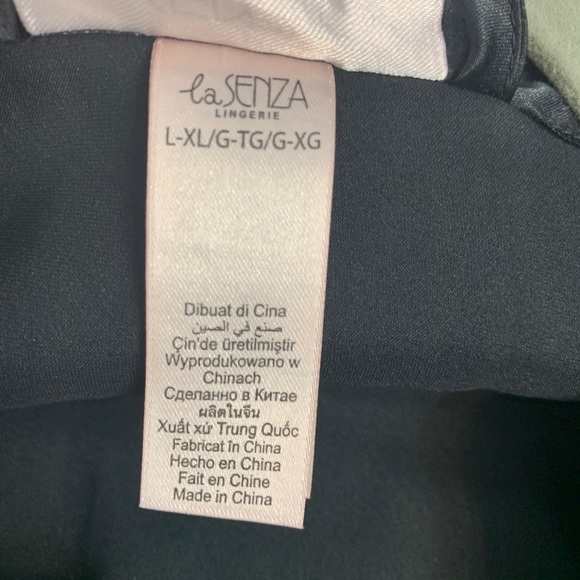 la SENZA
LINGERIE
L-XL/G-TG/G-XG
Dibuat di Cina
صنع في الصين
Çin'de üretilmiştir
Wyprodukowano w
Chinach
Сделанно в Китае
ผลิตในจีน
Xuất xứ Trung Quốc
Fabricat în China
Hecho en China
Fait en Chine
Made in China